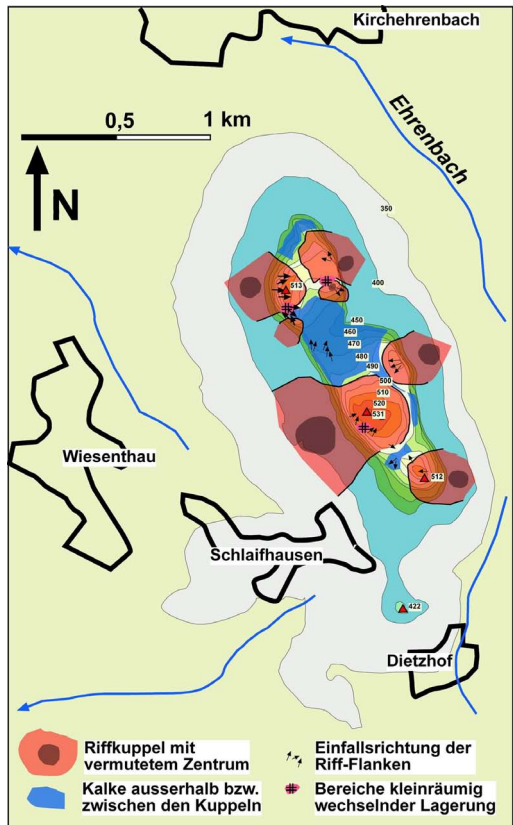 Kirchehrenbach
Ehrenbach
0,5
1 km
N
350
400
513
450
460
470
480
490
500
510
520
531
512
Wiesenthau
Schlaifhausen
422
Dietzhof
Riffkuppel mit
vermutetem Zentrum
Kalke ausserhalb bzw.
zwischen den Kuppeln
Einfallsrichtung der
Riff-Flanken
Bereiche kleinräumig
wechselnder Lagerung